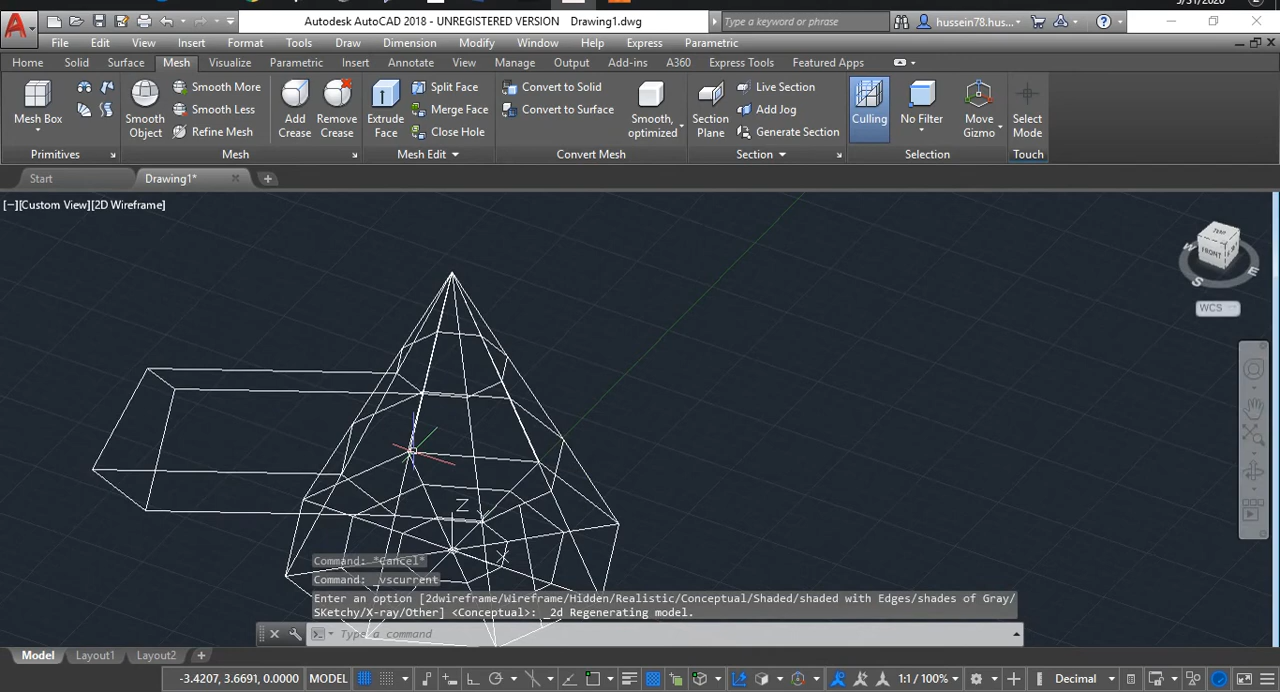 5/31/2020
Autodesk AutoCAD 2018 - UNREGISTERED VERSION Drawing1.dwg Type a keyword or phrase hussein78.hus...
File Edit View Insert Format Tools Draw Dimension Modify Window Help Express Parametric
Home Solid Surface Mesh Visualize Parametric Insert Annotate View Manage Output Add-ins A360 Express Tools Featured Apps
Smooth More Split Face Convert to Solid Live Section
Smooth Less Merge Face Convert to Surface Add Jog
Mesh Box Smooth Object Refine Mesh Add Crease Remove Crease Extrude Face Close Hole Smooth, optimized Section Plane Generate Section Culling No Filter Move Gizmo Select Mode
Primitives Mesh Mesh Edit Convert Mesh Section Selection Touch
Start Drawing1* +
[−][Custom View][2D Wireframe]
TOP
W FRONT E
S
WCS
Z
X
Command: *Cancel*
Command: _vscurrent
Enter an option [2dwireframe/Wireframe/Hidden/Realistic/Conceptual/Shaded/shaded with Edges/shades of Gray/
SKetchy/X-ray/Other] <Conceptual>: _2d Regenerating model.
Type a command
Model Layout1 Layout2 +
-3.4207, 3.6691, 0.0000 MODEL 1:1 / 100% Decimal